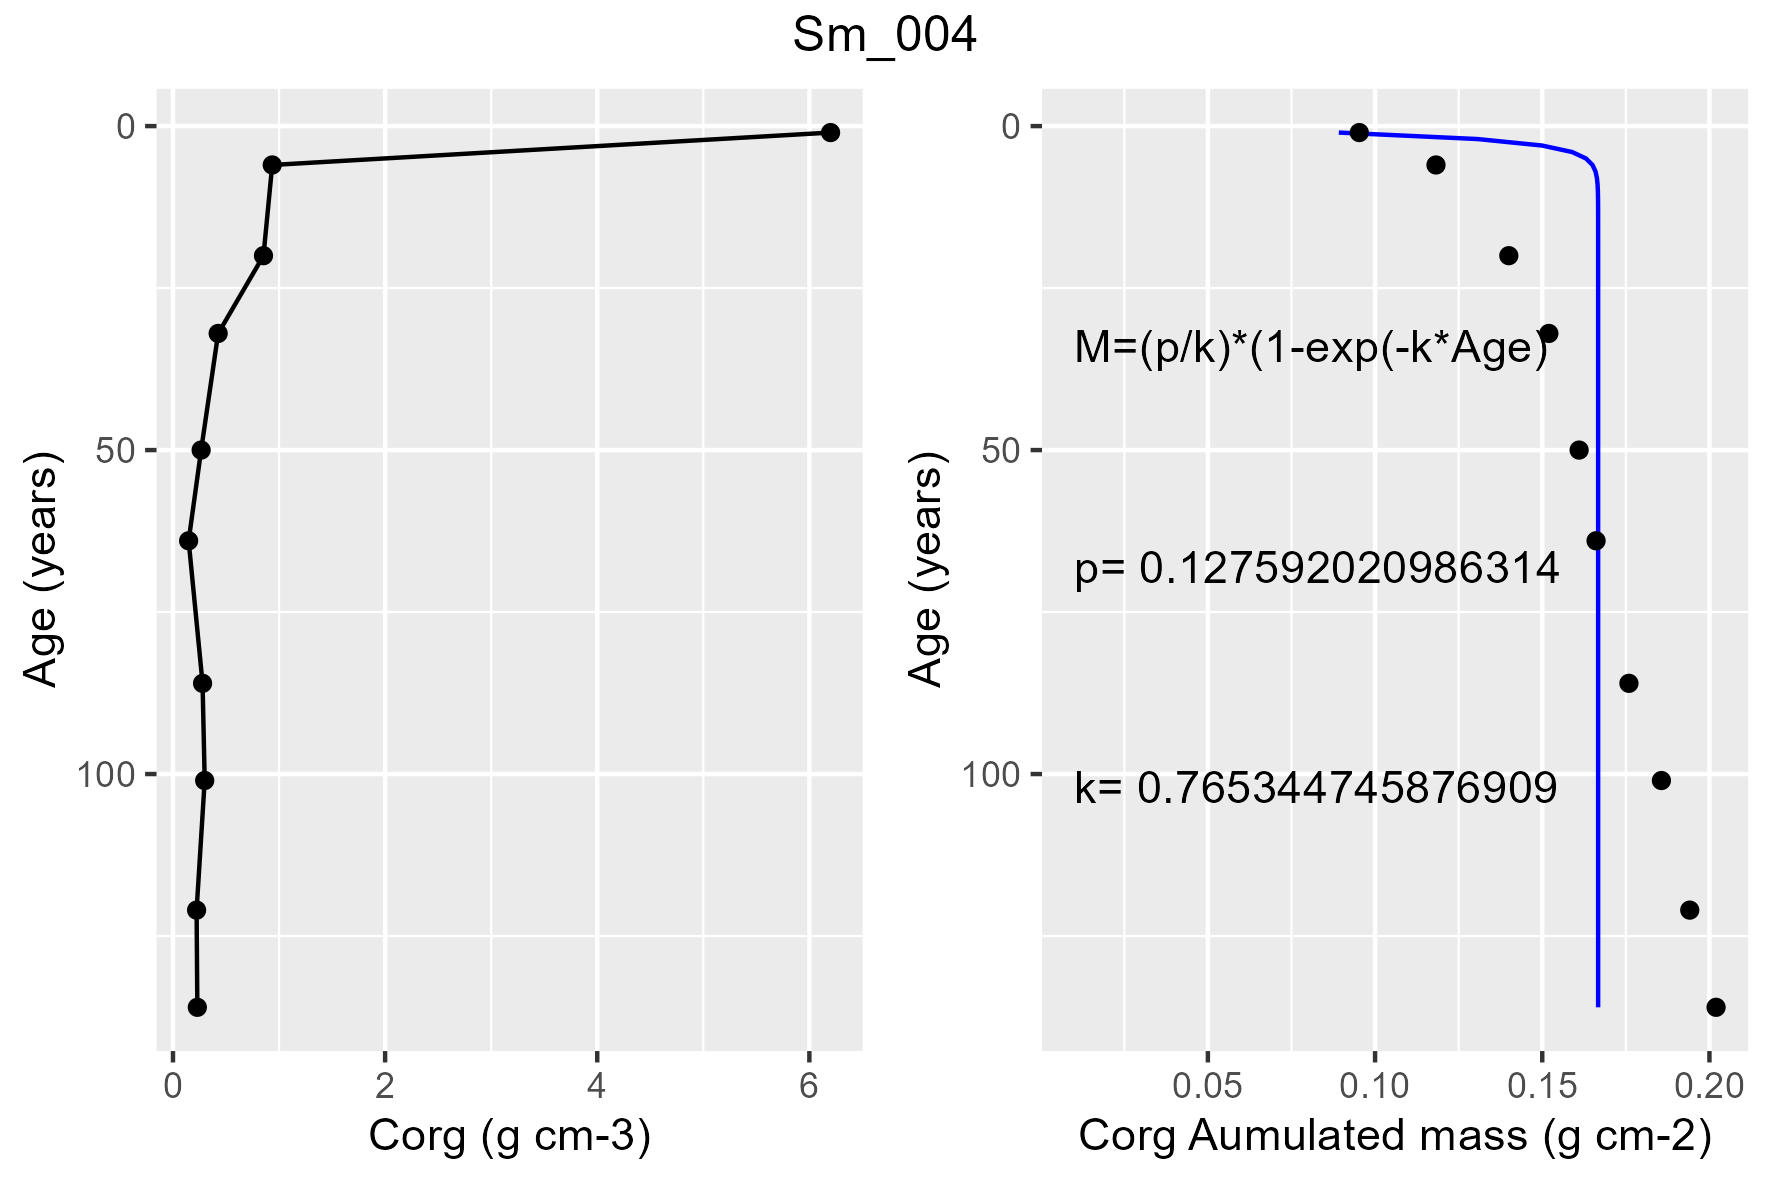 Sm_004
0
50
100
Age (years)
0 2 4 6
Corg (g cm-3)
0
50
100
Age (years)
M=(p/k)*(1-exp(-k*Age)
p= 0.127592020986314
k= 0.765344745876909
0.05 0.10 0.15 0.20
Corg Aumulated mass (g cm-2)